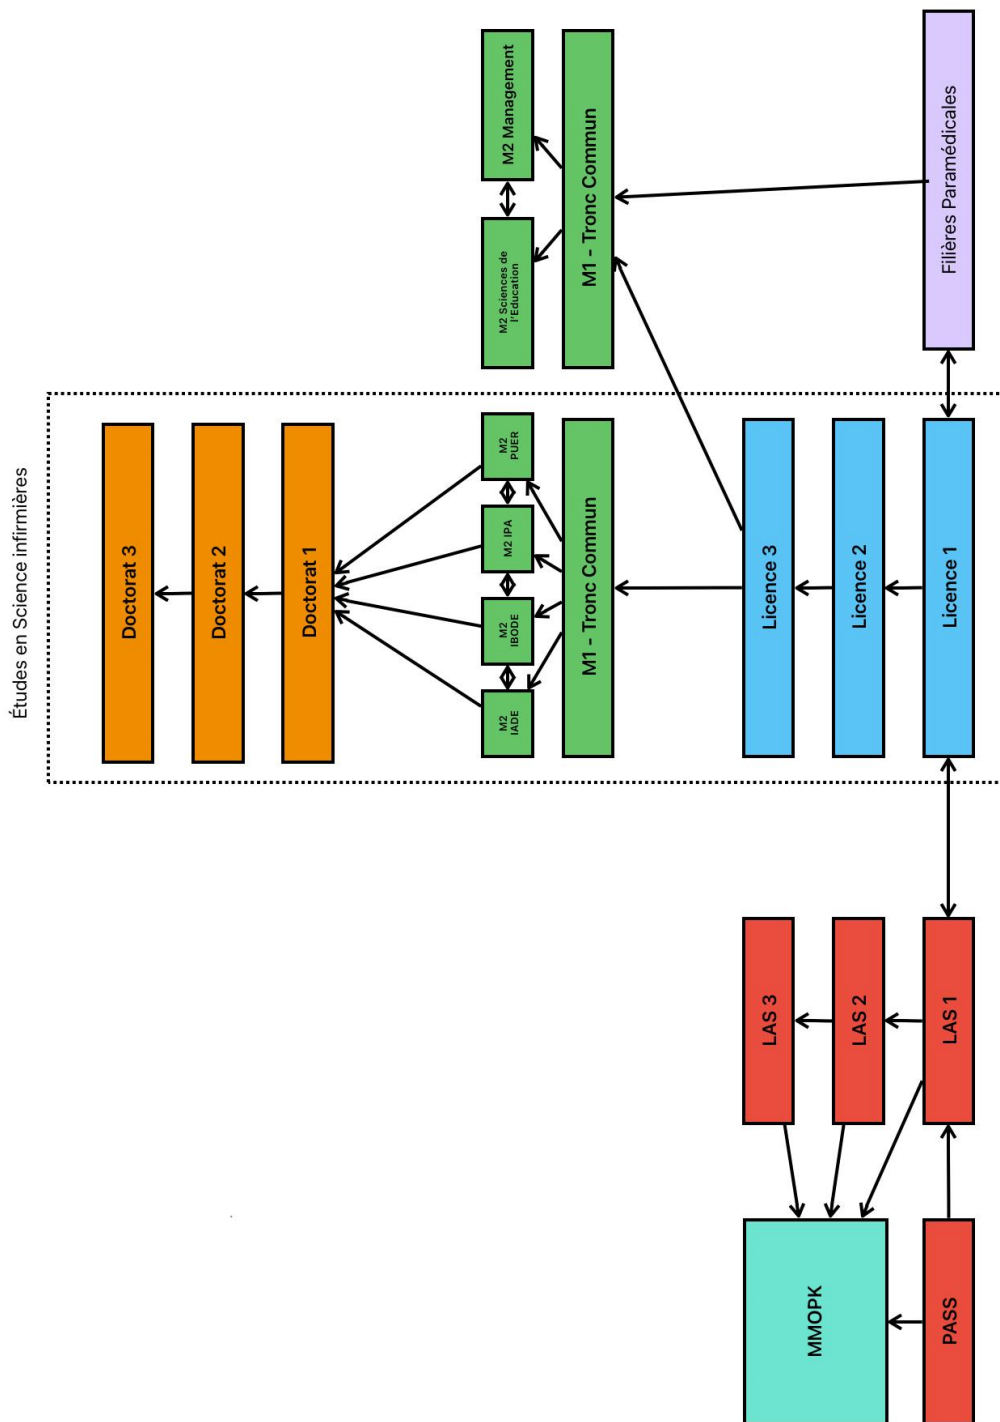 Études en Science infirmières
Doctorat 3
Doctorat 2
Doctorat 1
M2
IADE
M2
IBODE
M2 IPA
M2
PUER
M2 Sciences de
l'Education
M2 Management
M1 - Tronc Commun
M1 - Tronc Commun
MMOPK
LAS 3
Licence 3
LAS 2
Licence 2
PASS
LAS 1
Licence 1
Filières Paramédicales